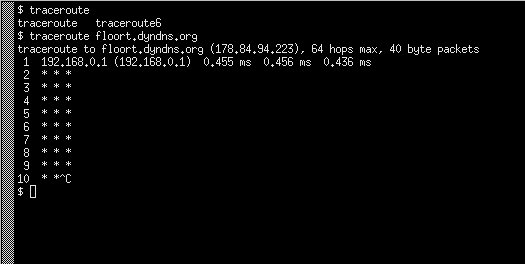 $ traceroute
traceroute   traceroute6
$ traceroute floort.dyndns.org
traceroute to floort.dyndns.org (178.84.94.223), 64 hops max, 40 byte packets
 1  192.168.0.1 (192.168.0.1)  0.455 ms  0.456 ms  0.436 ms
 2  * * *
 3  * * *
 4  * * *
 5  * * *
 6  * * *
 7  * * *
 8  * * *
 9  * * *
10  * *^C
$